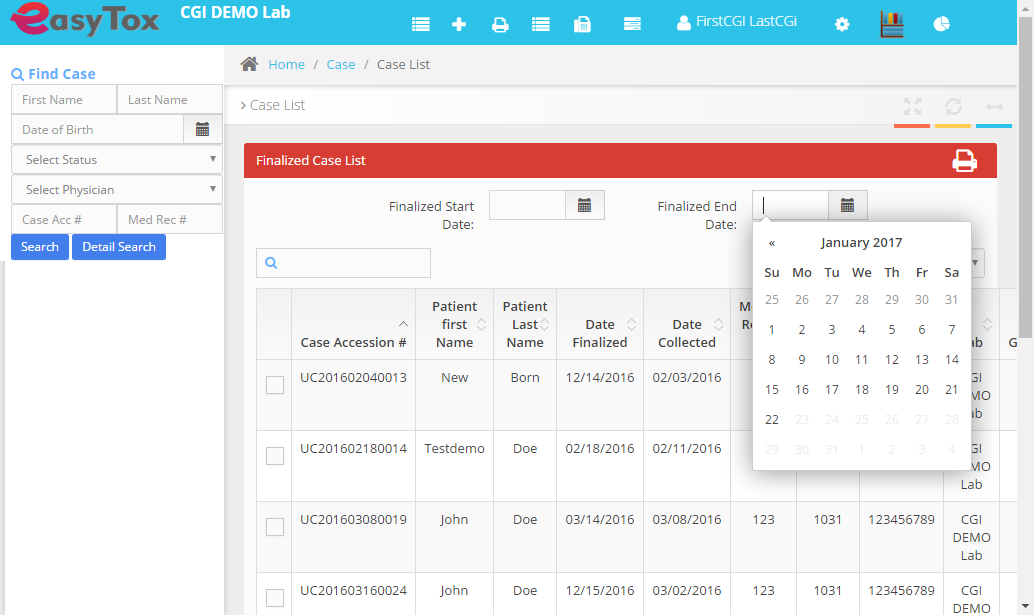 easyTox
CGI DEMO Lab
FirstCGI LastCGi
Find Case
First Name
Last Name
Date of Birth
Select Status
Select Physician
Case Acc #
Med Rec #
Search
Detail Search
Home / Case / Case List
Case List
Finalized Case List
Finalized Start
Date:
Finalized End
Date:
« January 2017
Su Mo Tu We Th Fr Sa
25 26 27 28 29 30 31
1 2 3 4 5 6 7
8 9 10 11 12 13 14
15 16 17 18 19 20 21
22 23 24 25 26 27 28
29 30 31 1 2 3 4
Case Accession #
Patient
first
Name
Patient
Last
Name
Date
Finalized
Date
Collected
UC201602040013 New Born 12/14/2016 02/03/2016
UC201602180014 Testdemo Doe 02/18/2016 02/11/2016
Lab
UC201603080019 John Doe 03/14/2016 03/08/2016 123 1031 123456789 CGI
DEMO
Lab
UC201603160024 John Doe 12/15/2016 03/02/2016 123 1031 123456789 CGI
DEMO